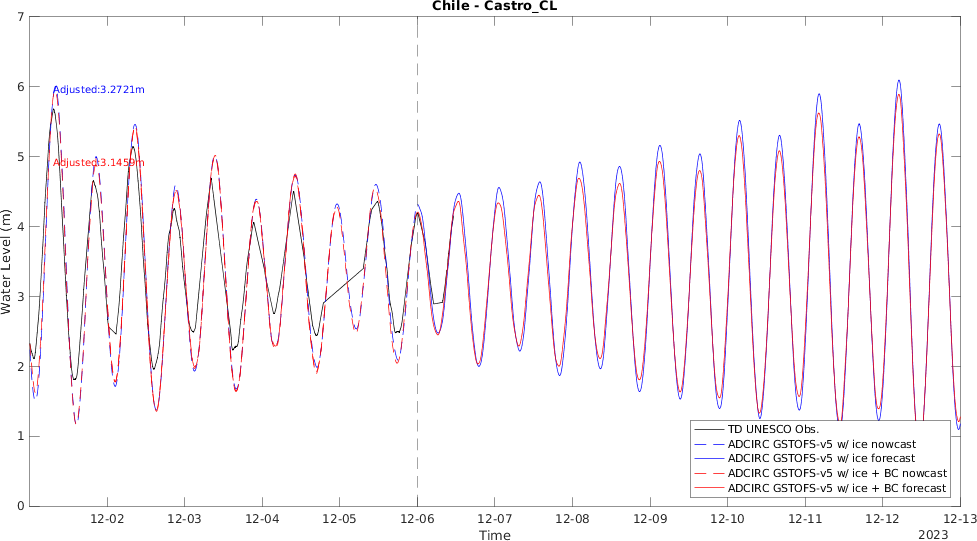 Chile - Castro_CL
7
6
5
4
3
2
1
0
Water Level (m)
Adjusted:3.2721m
Adjusted:3.1459m
TD UNESCO Obs.
ADCIRC GSTOFS-v5 w/ ice nowcast
ADCIRC GSTOFS-v5 w/ ice forecast
ADCIRC GSTOFS-v5 w/ ice + BC nowcast
ADCIRC GSTOFS-v5 w/ ice + BC forecast
12-02 12-03 12-04 12-05 12-06 12-07 12-08 12-09 12-10 12-11 12-12 12-13
Time
2023